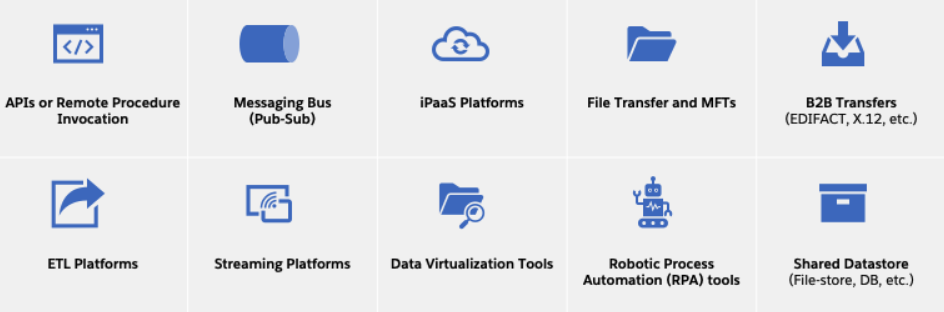 </>
APIs or Remote Procedure
Invocation
Messaging Bus
(Pub-Sub)
iPaaS Platforms
File Transfer and MFTs
B2B Transfers
(EDIFACT, X.12, etc.)
ETL Platforms
Streaming Platforms
Data Virtualization Tools
Robotic Process
Automation (RPA) tools
Shared Datastore
(File-store, DB, etc.)